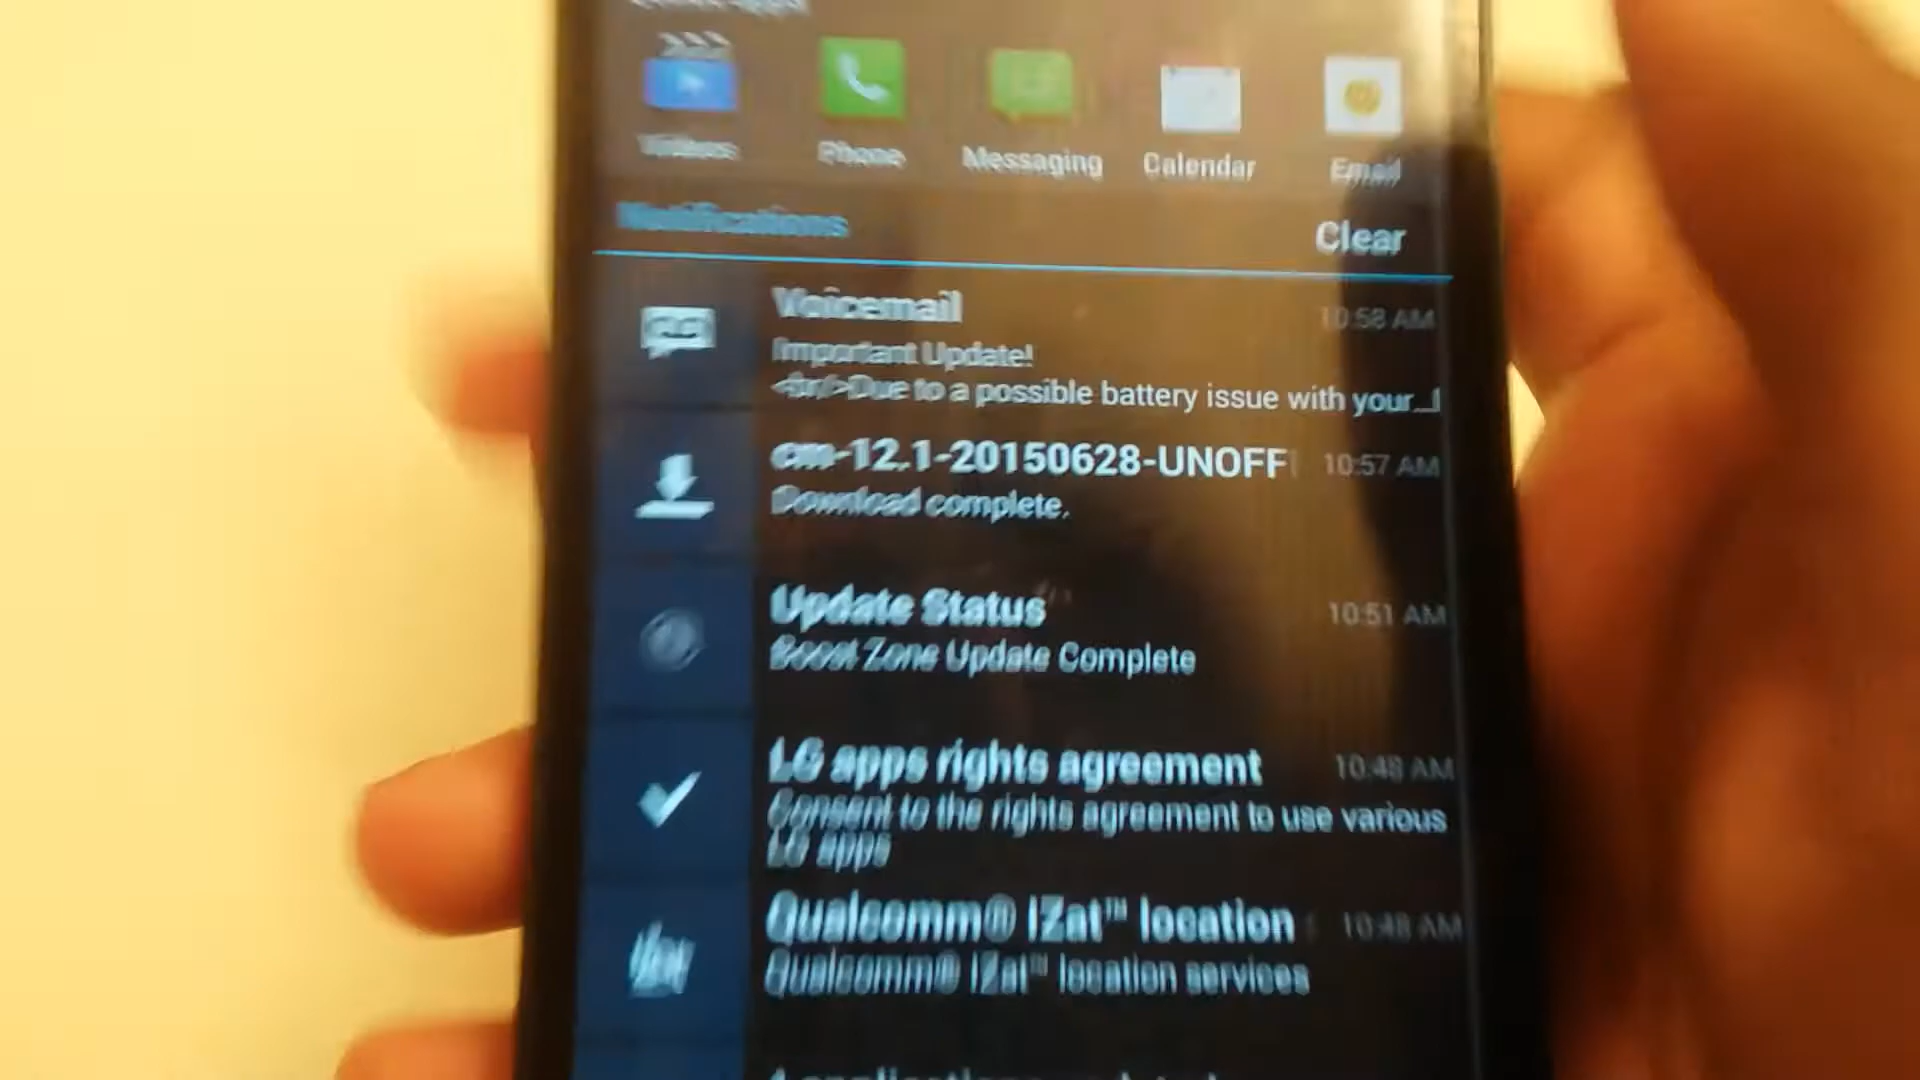 Videos Phone Messaging Calendar Email
Notifications Clear
Voicemail 10:58 AM
Important Update!
<br/>Due to a possible battery issue with your...
cm-12.1-20150628-UNOFF 10:57 AM
Download complete.
Update Status 10:51 AM
Boost Zone Update Complete
LG apps rights agreement 10:48 AM
Consent to the rights agreement to use various
LG apps
Qualcomm® IZat™ location 10:48 AM
Qualcomm® IZat™ location services